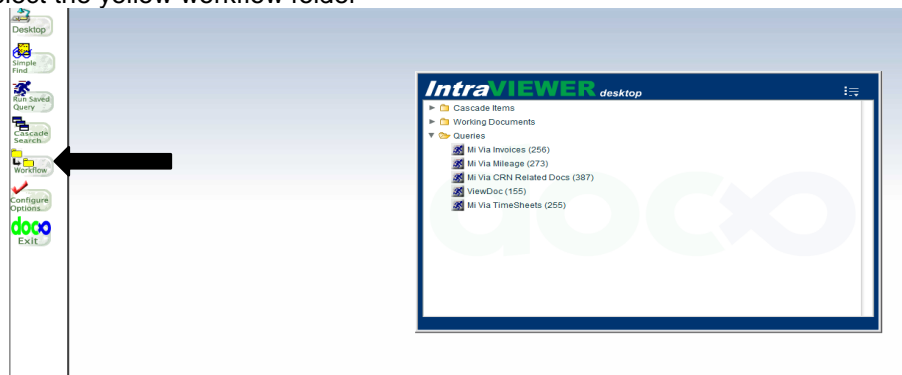 select the yellow workflow folder
Desktop
Simple
Find
Run Saved
Query
Cascade
Search
Workflow
Configure
Options
doco
Exit
IntraVIEWER desktop
Cascade Items
Working Documents
Queries
Mi Via Invoices (256)
Mi Via Mileage (273)
Mi Via CRN Related Docs (387)
ViewDoc (155)
Mi Via TimeSheets (255)
doco